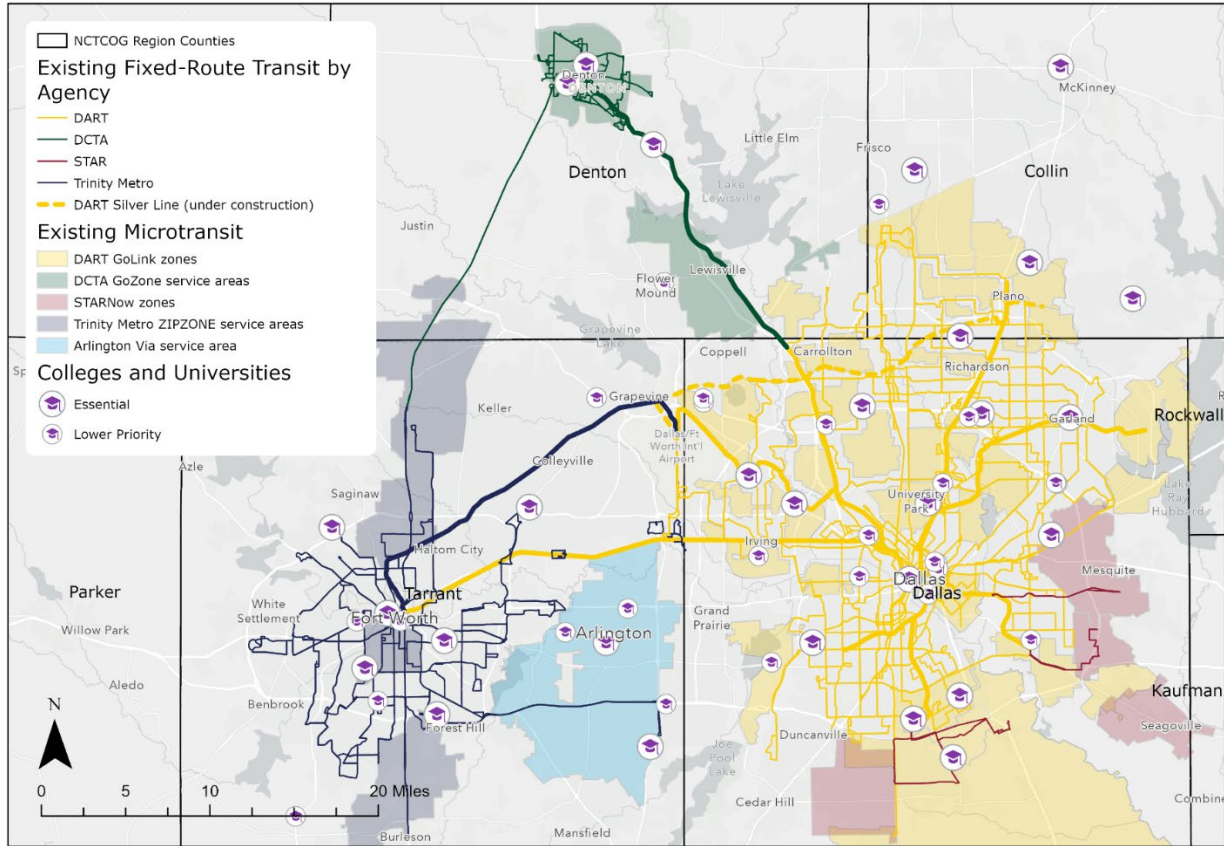 NCTCOG Region Counties
Existing Fixed-Route Transit by
Agency
DART
DCTA
STAR
Trinity Metro
DART Silver Line (under construction)
Existing Microtransit
DART GoLink zones
DCTA GoZone service areas
STARNow zones
Trinity Metro ZIPZONE service areas
Arlington Via service area
Colleges and Universities
Essential
Lower Priority
Denton
DENTON
McKinney
Little Elm
Frisco
Denton
Collin
Lake
Lewisville
Justin
Lewisville
Flower
Mound
Plano
Grapevine
Lake
Coppell
Carrollton
Richardson
Keller
Grapevine
Garland
Rockwall
Dallas/Ft
Worth Int'l
Airport
Colleyville
Azle
Saginaw
University
Park
Lake
Ray
Hubbard
Haltom City
Irving
Mesquite
Parker
Tarrant
Dallas
Dallas
White
Settlement
Fort Worth
Willow Park
Arlington
Grand
Prairie
Aledo
Kaufman
Benbrook
Seagoville
N
Forest Hill
Duncanville
Joe
Pool
Lake
0
5
10
20 Miles
Cedar Hill
Combine
Mansfield
Burleson